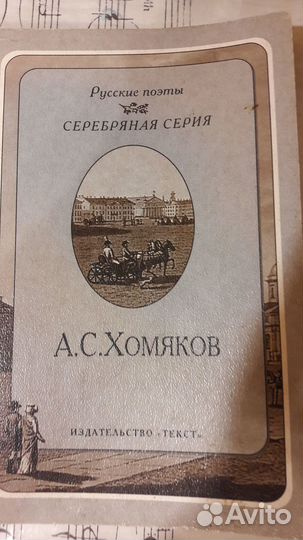 Русские поэты
СЕРЕБРЯНАЯ СЕРИЯ
А.С.ХОМЯКОВ
ИЗДАТЕЛЬСТВО «ТЕКСТ»
Avito